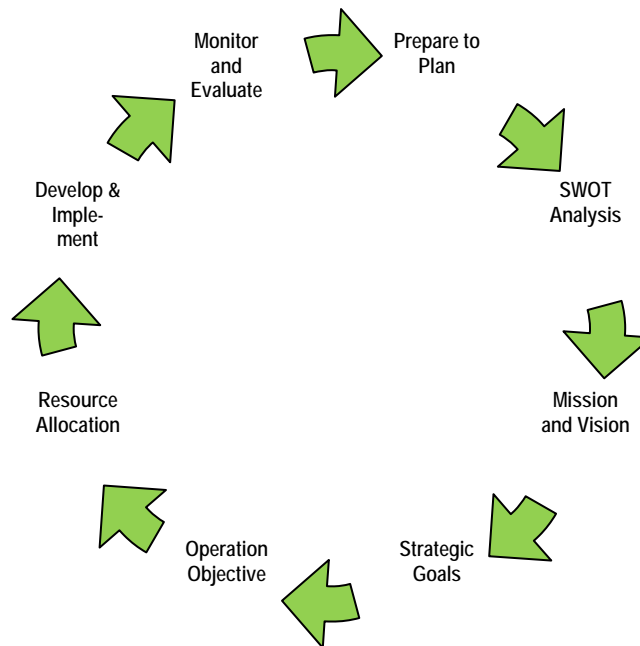 Monitor
and
Evaluate
Prepare to
Plan
SWOT
Analysis
Mission
and Vision
Strategic
Goals
Operation
Objective
Resource
Allocation
Develop &
Imple-
ment